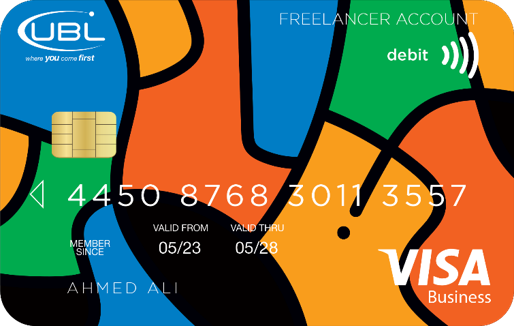 UBL
where you come first
FREELANCER ACCOUNT
debit
4450 8768 3011 3557
MEMBER SINCE
VALID FROM
05/23
VALID THRU
05/28
AHMED ALI
VISA
Business